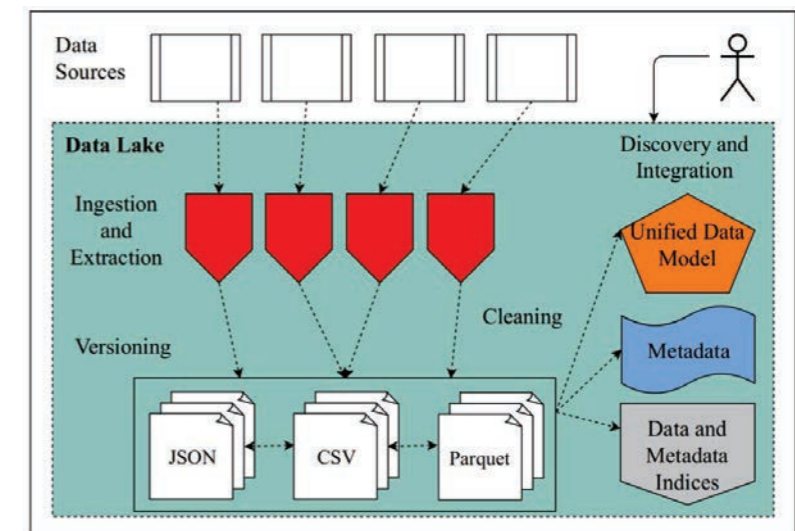 Data
Sources
Data Lake
Discovery and
Integration
Ingestion
and
Extraction
Unified Data
Model
Cleaning
Versioning
Metadata
JSON
CSV
Parquet
Data and
Metadata
Indices